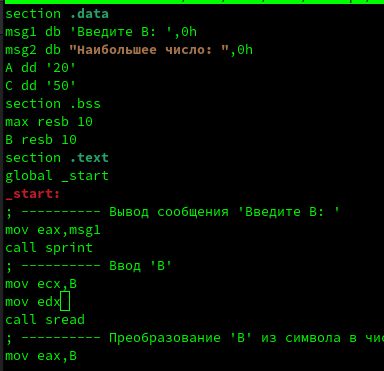 section .data
msg1 db 'Введите B: ',0h
msg2 db "Наибольшее число: ",0h
A dd '20'
C dd '50'
section .bss
max resb 10
B resb 10
section .text
global _start
_start:
; ---------- Вывод сообщения 'Введите B: '
mov eax,msg1
call sprint
; ---------- Ввод 'B'
mov ecx,B
mov edx
call sread
; ---------- Преобразование 'B' из символа в чис
mov eax,B